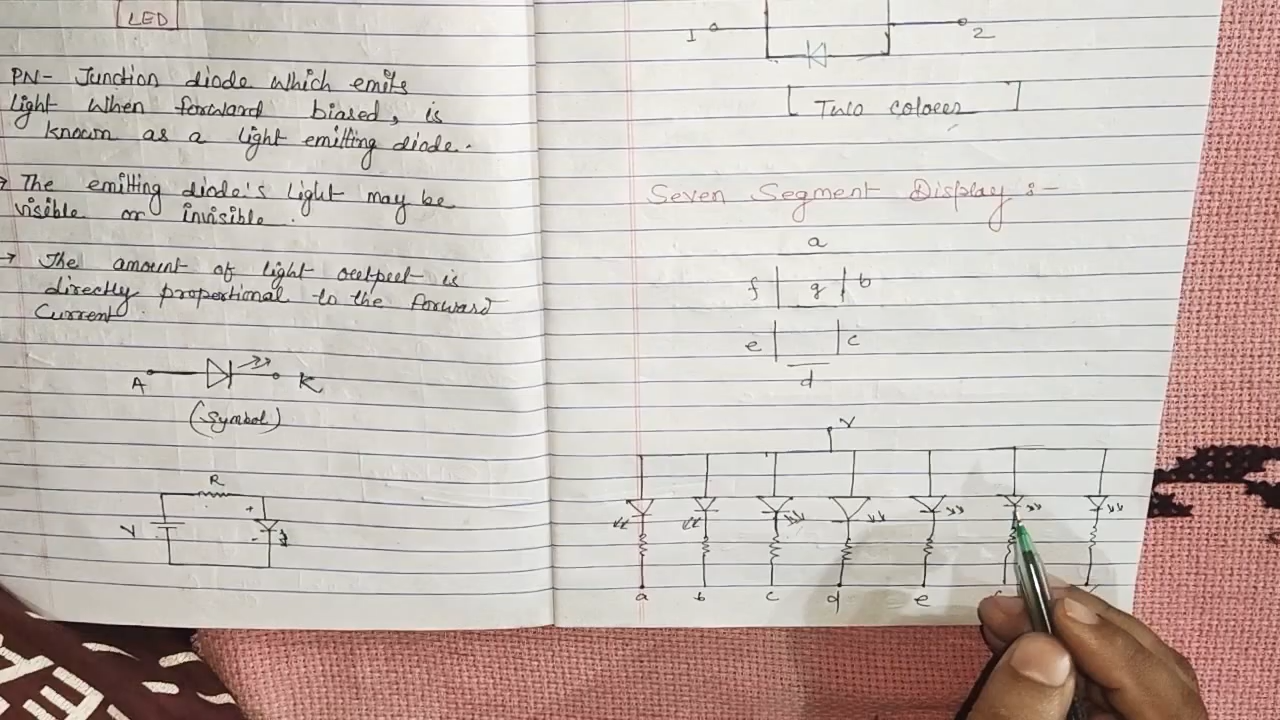 LED
PN- Junction diode which emits
light when forward biased, is
known as a light emitting diode.
→ The emitting diode's light may be
visible or invisible.
→ The amount of light output is
directly proportional to the forward
Current.
A K
(Symbol)
R
V + -
1 2
Two colour
Seven Segment Display :-
a
f g b
e c
d
V
a b c d e